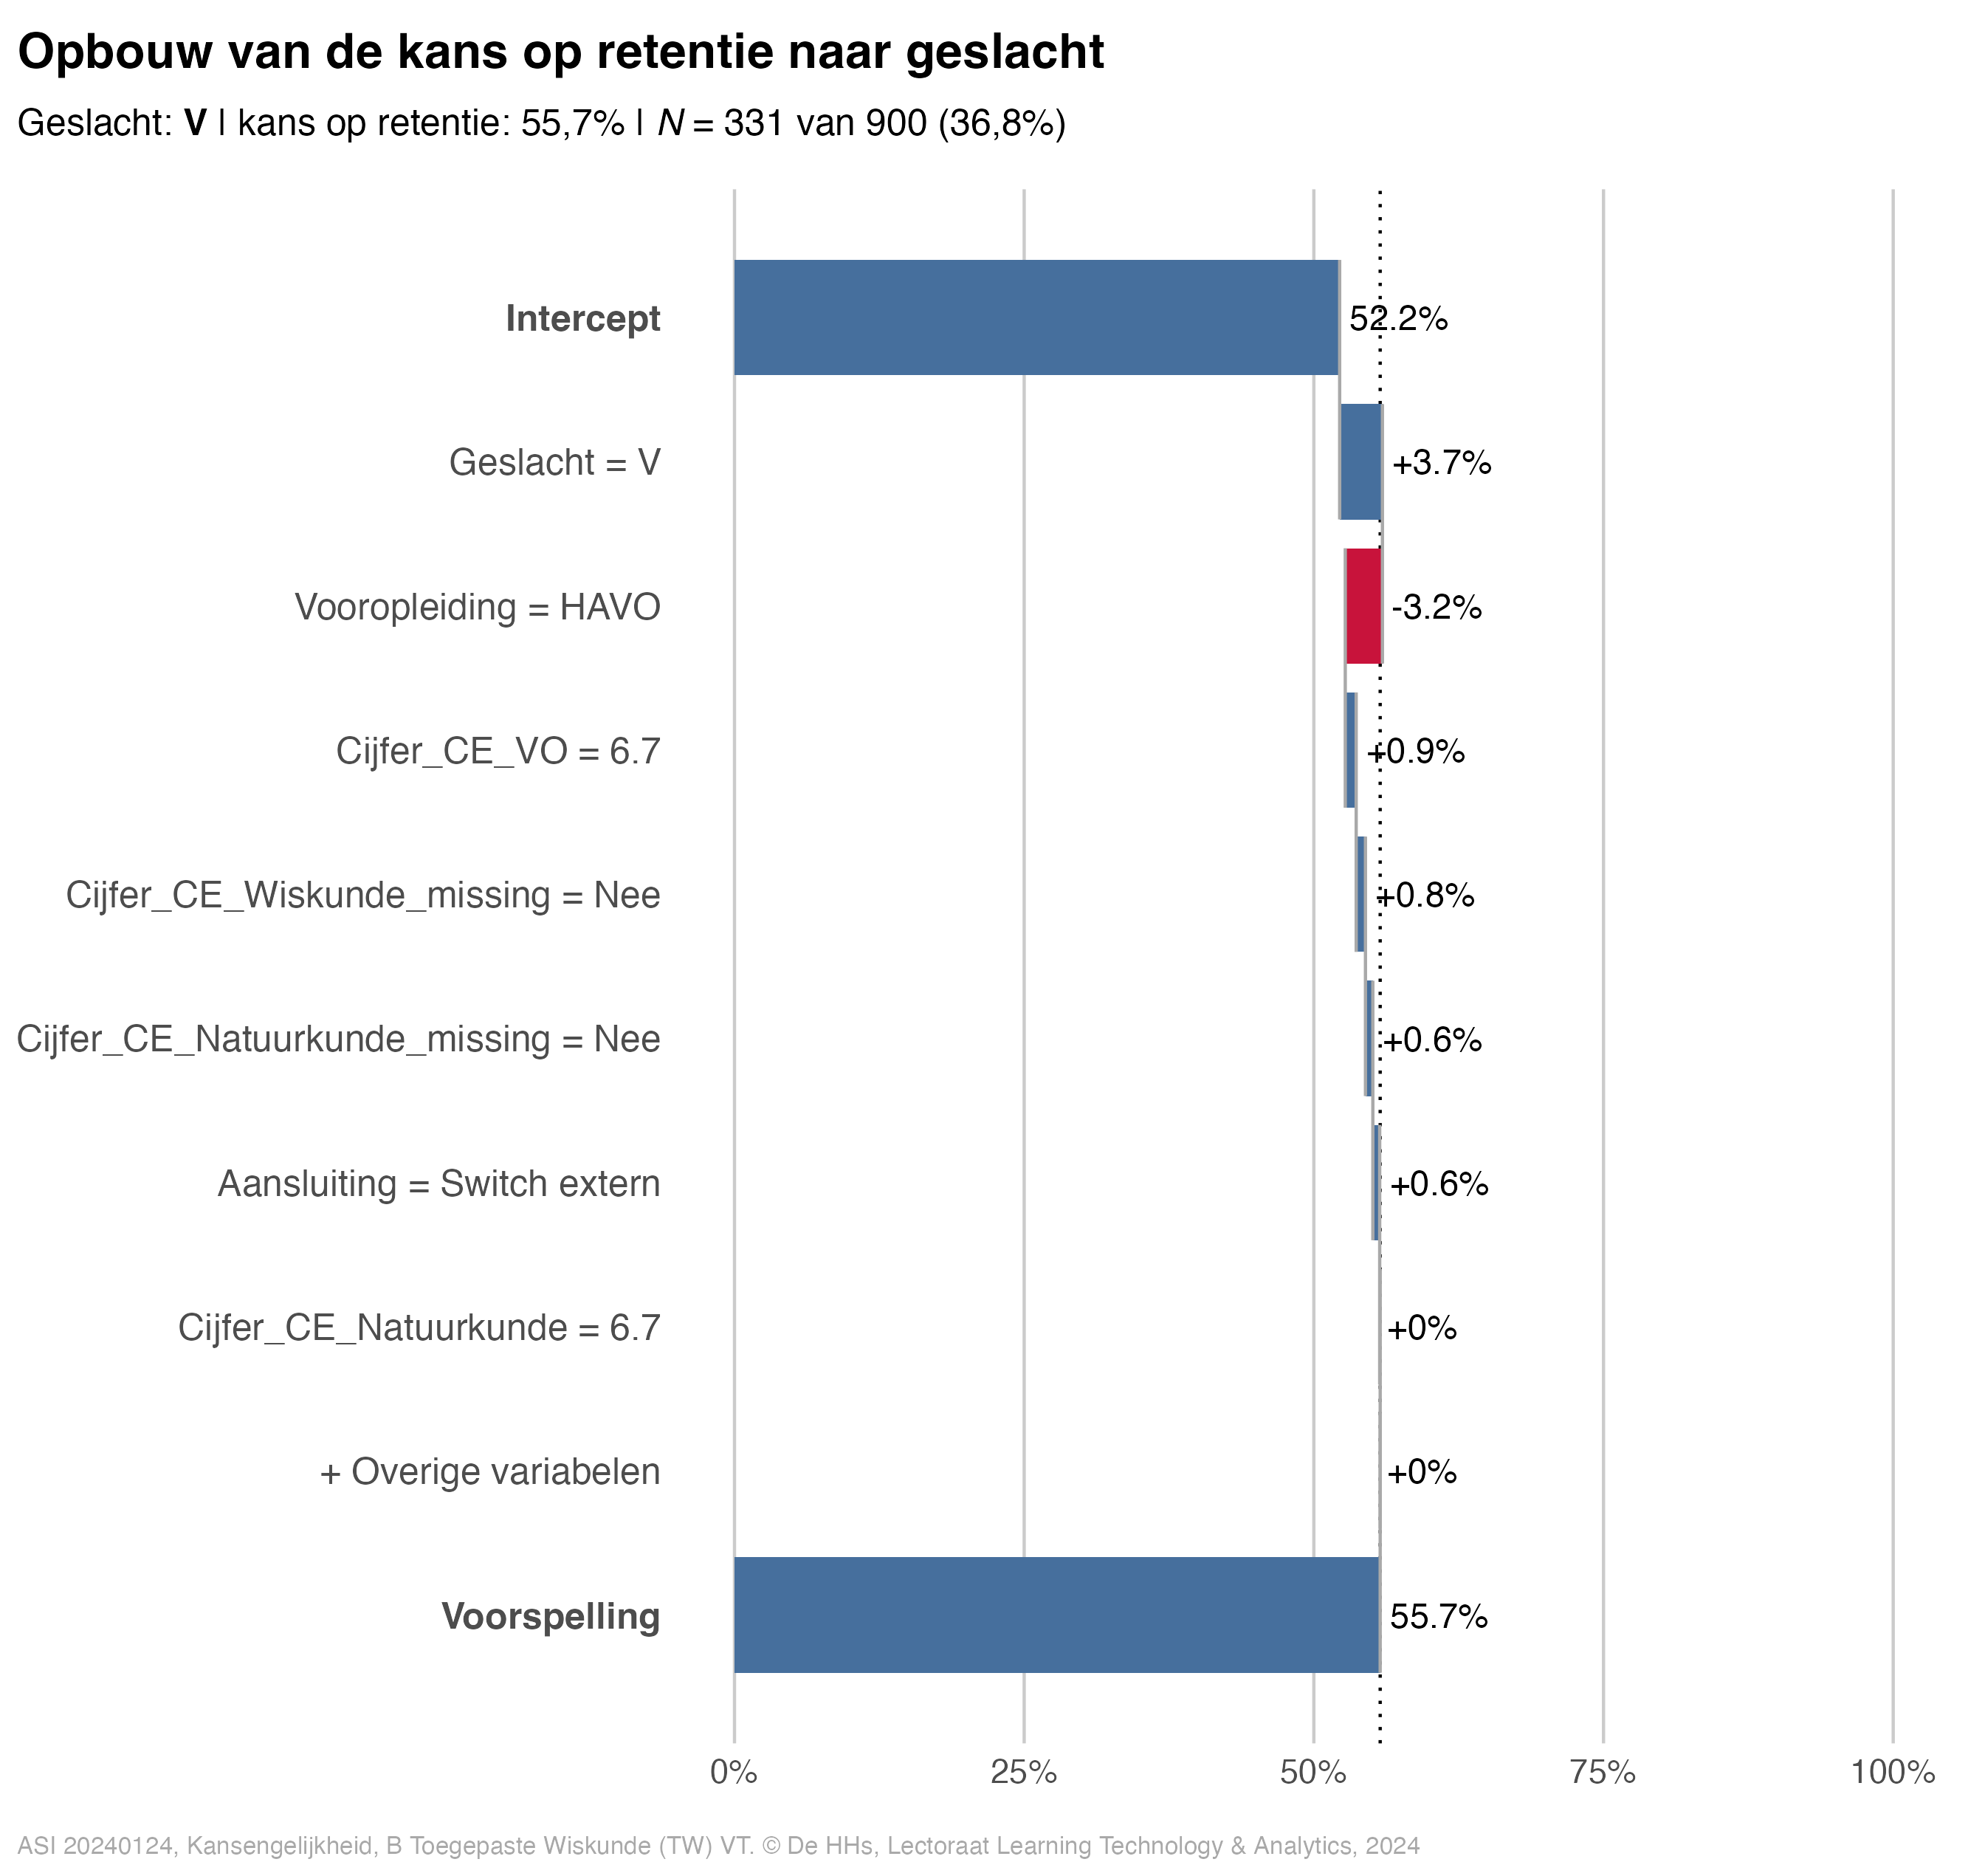 Opbouw van de kans op retentie naar geslacht
Geslacht: V | kans op retentie: 55,7% | N = 331 van 900 (36,8%)
Intercept 52.2%
Geslacht = V +3.7%
Vooropleiding = HAVO -3.2%
Cijfer_CE_VO = 6.7 +0.9%
Cijfer_CE_Wiskunde_missing = Nee +0.8%
Cijfer_CE_Natuurkunde_missing = Nee +0.6%
Aansluiting = Switch extern +0.6%
Cijfer_CE_Natuurkunde = 6.7 +0%
+ Overige variabelen +0%
Voorspelling 55.7%
0% 25% 50% 75% 100%
ASI 20240124, Kansengelijkheid, B Toegepaste Wiskunde (TW) VT. © De HHs, Lectoraat Learning Technology & Analytics, 2024